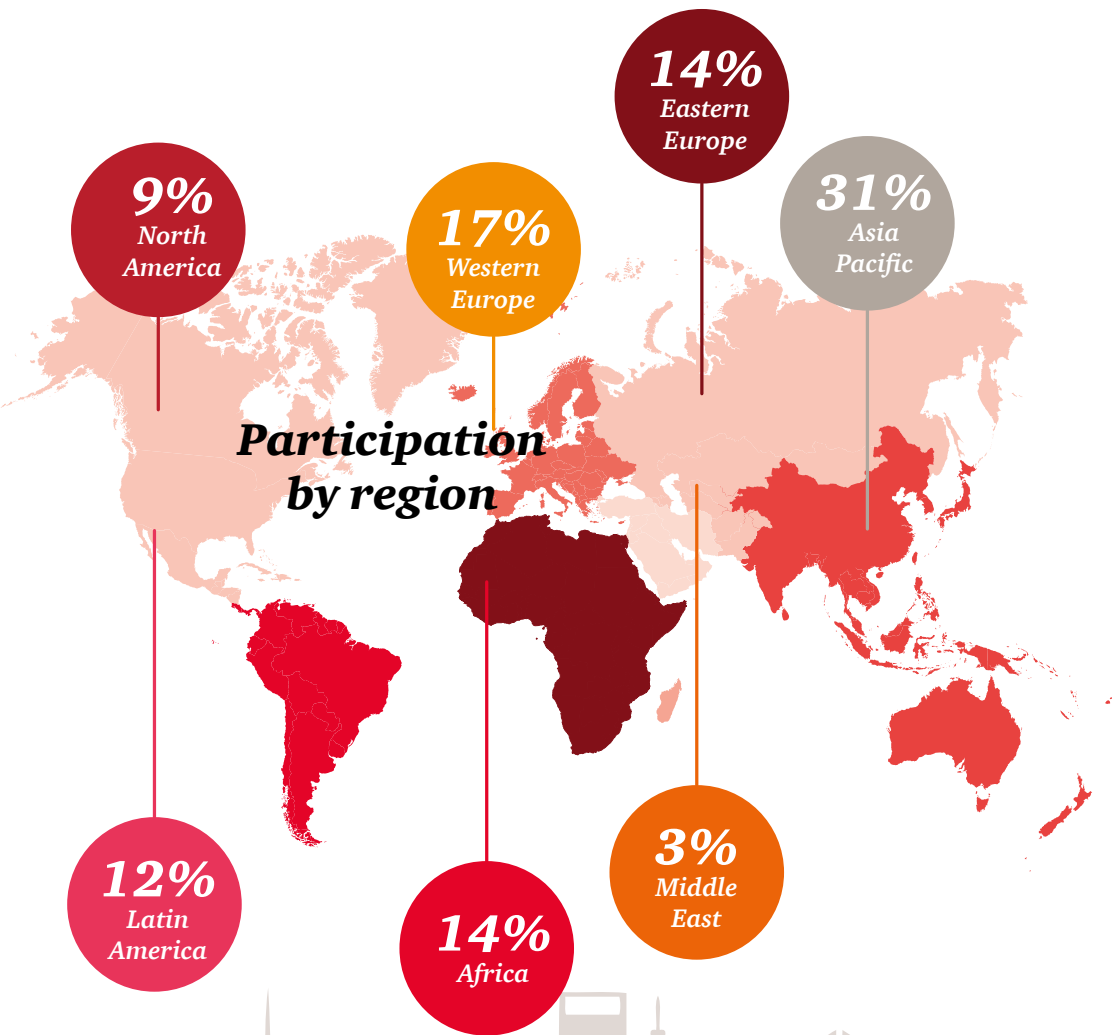 14%
Eastern
Europe
9%
North
America
17%
Western
Europe
31%
Asia
Pacific
Participation
by region
12%
Latin
America
14%
Africa
3%
Middle
East